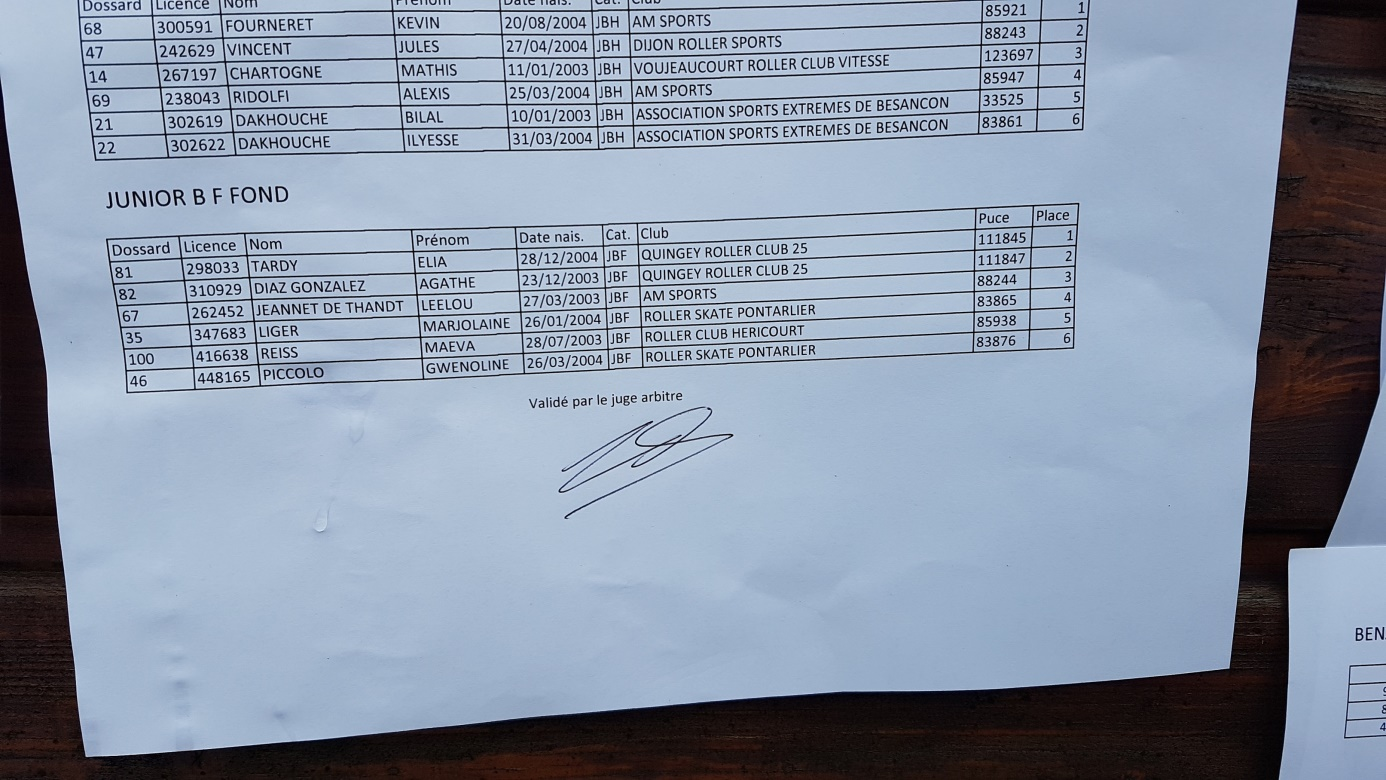 Dossard Licence Nom Prénom Date nais. Cat. Club
68 300591 FOURNERET KEVIN 20/08/2004 JBH AM SPORTS 85921 1
47 242629 VINCENT JULES 27/04/2004 JBH DIJON ROLLER SPORTS 88243 2
14 267197 CHARTOGNE MATHIS 11/01/2003 JBH VOUJEAUCOURT ROLLER CLUB VITESSE 123697 3
69 238043 RIDOLFI ALEXIS 25/03/2004 JBH AM SPORTS 85947 4
21 302619 DAKHOUCHE BILAL 10/01/2003 JBH ASSOCIATION SPORTS EXTREMES DE BESANCON 33525 5
22 302622 DAKHOUCHE ILYESSE 31/03/2004 JBH ASSOCIATION SPORTS EXTREMES DE BESANCON 83861 6
JUNIOR B F FOND
Dossard Licence Nom Prénom Date nais. Cat. Club Puce Place
81 298033 TARDY ELIA 28/12/2004 JBF QUINGEY ROLLER CLUB 25 111845 1
82 310929 DIAZ GONZALEZ AGATHE 23/12/2003 JBF QUINGEY ROLLER CLUB 25 111847 2
67 262452 JEANNET DE THANDT LEELOU 27/03/2003 JBF AM SPORTS 88244 3
35 347683 LIGER MARJOLAINE 26/01/2004 JBF ROLLER SKATE PONTARLIER 83865 4
100 416638 REISS MAEVA 28/07/2003 JBF ROLLER CLUB HERICOURT 85938 5
46 448165 PICCOLO GWENOLINE 26/03/2004 JBF ROLLER SKATE PONTARLIER 83876 6
Validé par le juge arbitre
BEN